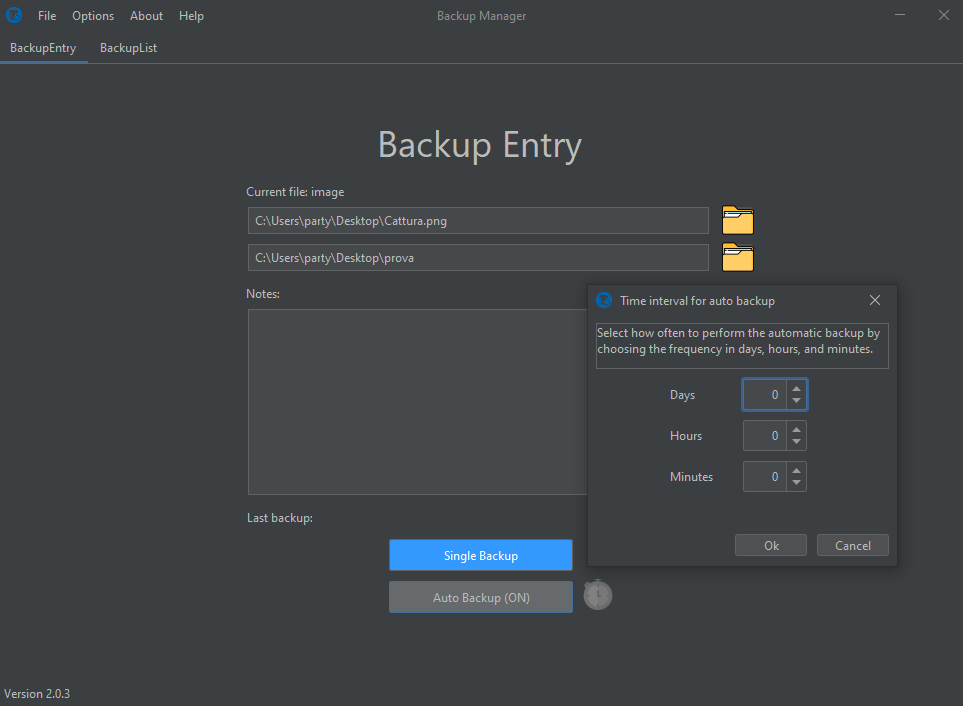 File Options About Help Backup Manager
BackupEntry BackupList
Backup Entry
Current file: image
C:\Users\party\Desktop\Cattura.png
C:\Users\party\Desktop\prova
Notes:
Time interval for auto backup
Select how often to perform the automatic backup by
choosing the frequency in days, hours, and minutes.
Days 0
Hours 0
Minutes 0
Ok Cancel
Last backup:
Single Backup
Auto Backup (ON)
Version 2.0.3